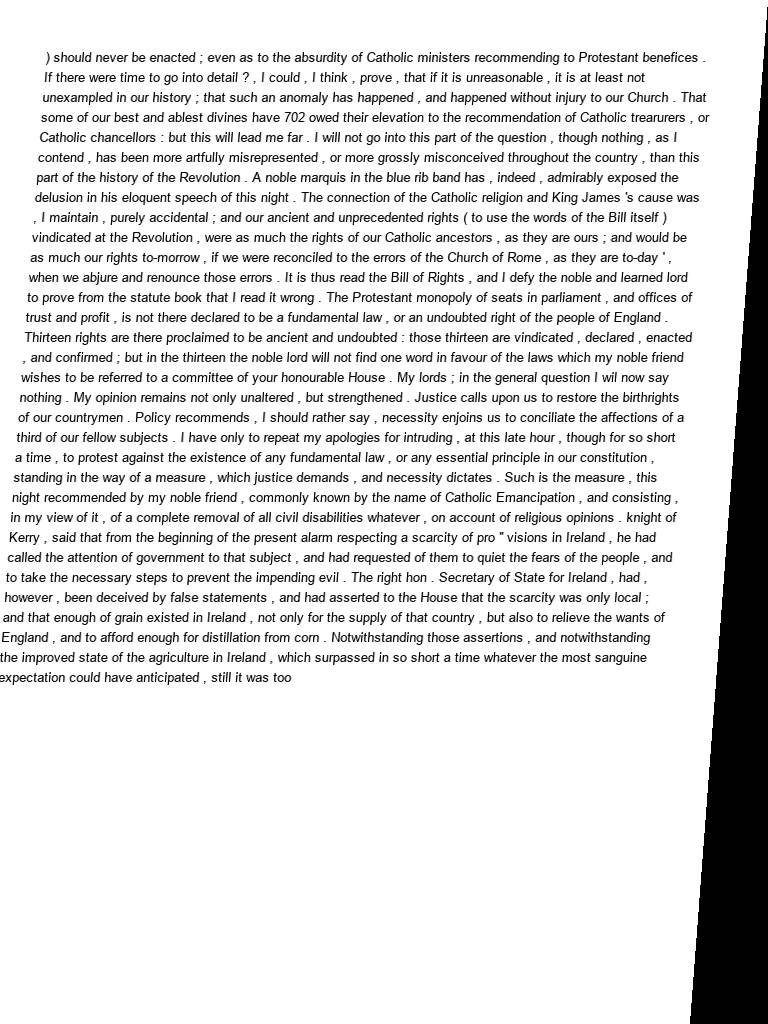 ) should never be enacted ; even as to the absurdity of Catholic ministers recommending to Protestant benefices .
If there were time to go into detail ? , I could , I think , prove , that if it is unreasonable , it is at least not
unexampled in our history ; that such an anomaly has happened , and happened without injury to our Church . That
some of our best and ablest divines have 702 owed their elevation to the recommendation of Catholic trearurers , or
Catholic chancellors : but this will lead me far . I will not go into this part of the question , though nothing , as I
contend , has been more artfully misrepresented , or more grossly misconceived throughout the country , than this
part of the history of the Revolution . A noble marquis in the blue rib band has , indeed , admirably exposed the
delusion in his eloquent speech of this night . The connection of the Catholic religion and King James 's cause was
, I maintain , purely accidental ; and our ancient and unprecedented rights ( to use the words of the Bill itself )
vindicated at the Revolution , were as much the rights of our Catholic ancestors , as they are ours ; and would be
as much our rights to-morrow , if we were reconciled to the errors of the Church of Rome , as they are to-day ' ,
when we abjure and renounce those errors . It is thus read the Bill of Rights , and I defy the noble and learned lord
to prove from the statute book that I read it wrong . The Protestant monopoly of seats in parliament , and offices of
trust and profit , is not there declared to be a fundamental law , or an undoubted right of the people of England .
Thirteen rights are there proclaimed to be ancient and undoubted : those thirteen are vindicated , declared , enacted
, and confirmed ; but in the thirteen the noble lord will not find one word in favour of the laws which my noble friend
wishes to be referred to a committee of your honourable House . My lords ; in the general question I wil now say
nothing . My opinion remains not only unaltered , but strengthened . Justice calls upon us to restore the birthrights
of our countrymen . Policy recommends , I should rather say , necessity enjoins us to conciliate the affections of a
third of our fellow subjects . I have only to repeat my apologies for intruding , at this late hour , though for so short
a time , to protest against the existence of any fundamental law , or any essential principle in our constitution ,
standing in the way of a measure , which justice demands , and necessity dictates . Such is the measure , this
night recommended by my noble friend , commonly known by the name of Catholic Emancipation , and consisting ,
in my view of it , of a complete removal of all civil disabilities whatever , on account of religious opinions . knight of
Kerry , said that from the beginning of the present alarm respecting a scarcity of pro " visions in Ireland , he had
called the attention of government to that subject , and had requested of them to quiet the fears of the people , and
to take the necessary steps to prevent the impending evil . The right hon . Secretary of State for Ireland , had ,
however , been deceived by false statements , and had asserted to the House that the scarcity was only local ;
and that enough of grain existed in Ireland , not only for the supply of that country , but also to relieve the wants of
England , and to afford enough for distillation from corn . Notwithstanding those assertions , and notwithstanding
the improved state of the agriculture in Ireland , which surpassed in so short a time whatever the most sanguine
expectation could have anticipated , still it was too